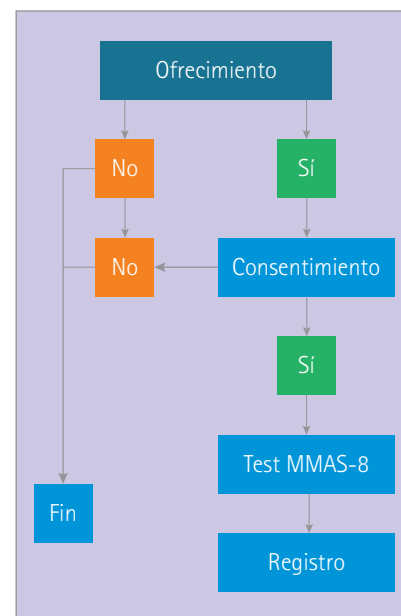 Ofrecimiento
No
Sí
No
Consentimiento
Sí
Test MMAS-8
Fin
Registro